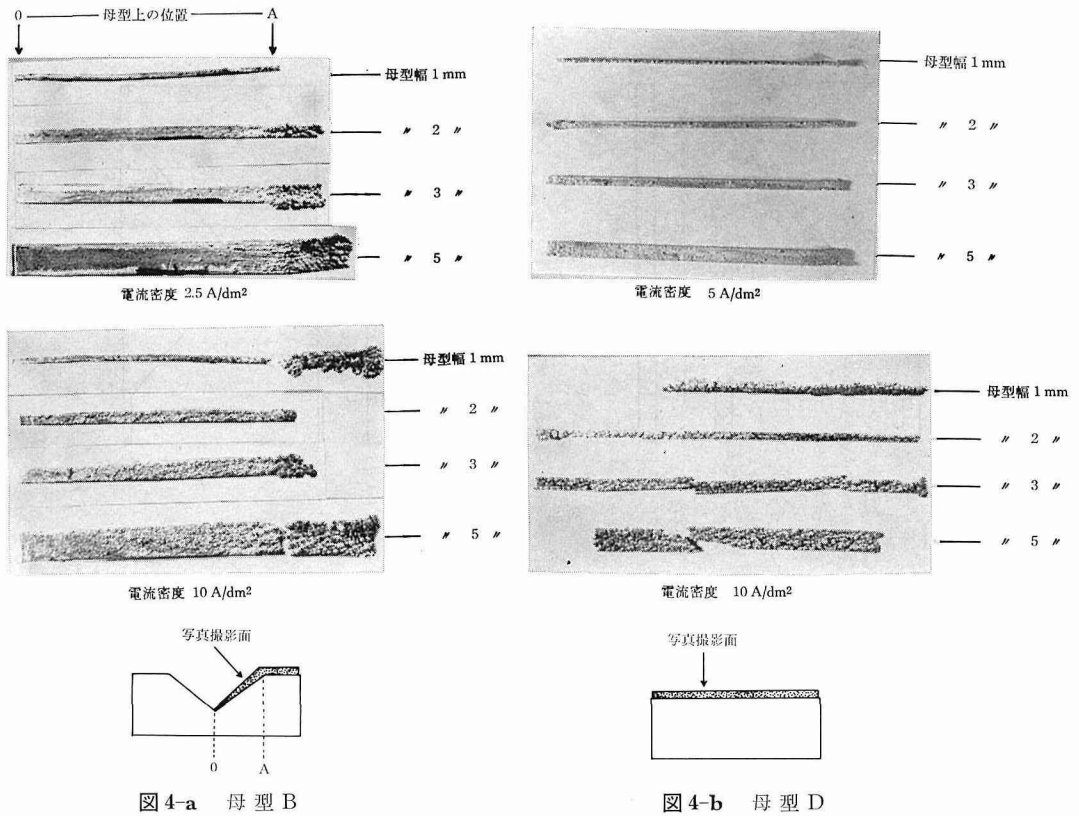 0 母型上の位置 A
母型幅 1 mm
〃 2 〃
〃 3 〃
〃 5 〃
電流密度 2.5 A/dm²
母型幅 1 mm
〃 2 〃
〃 3 〃
〃 5 〃
電流密度 10 A/dm²
写真撮影面
0 A
図 4-a 母 型 B
母型幅 1 mm
〃 2 〃
〃 3 〃
〃 5 〃
電流密度 5 A/dm²
母型幅 1 mm
〃 2 〃
〃 3 〃
〃 5 〃
電流密度 10 A/dm²
写真撮影面
図 4-b 母 型 D